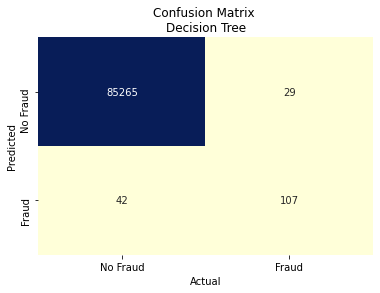 Confusion Matrix
Decision Tree
Predicted
No Fraud
85265
29
Fraud
42
107
No Fraud
Fraud
Actual